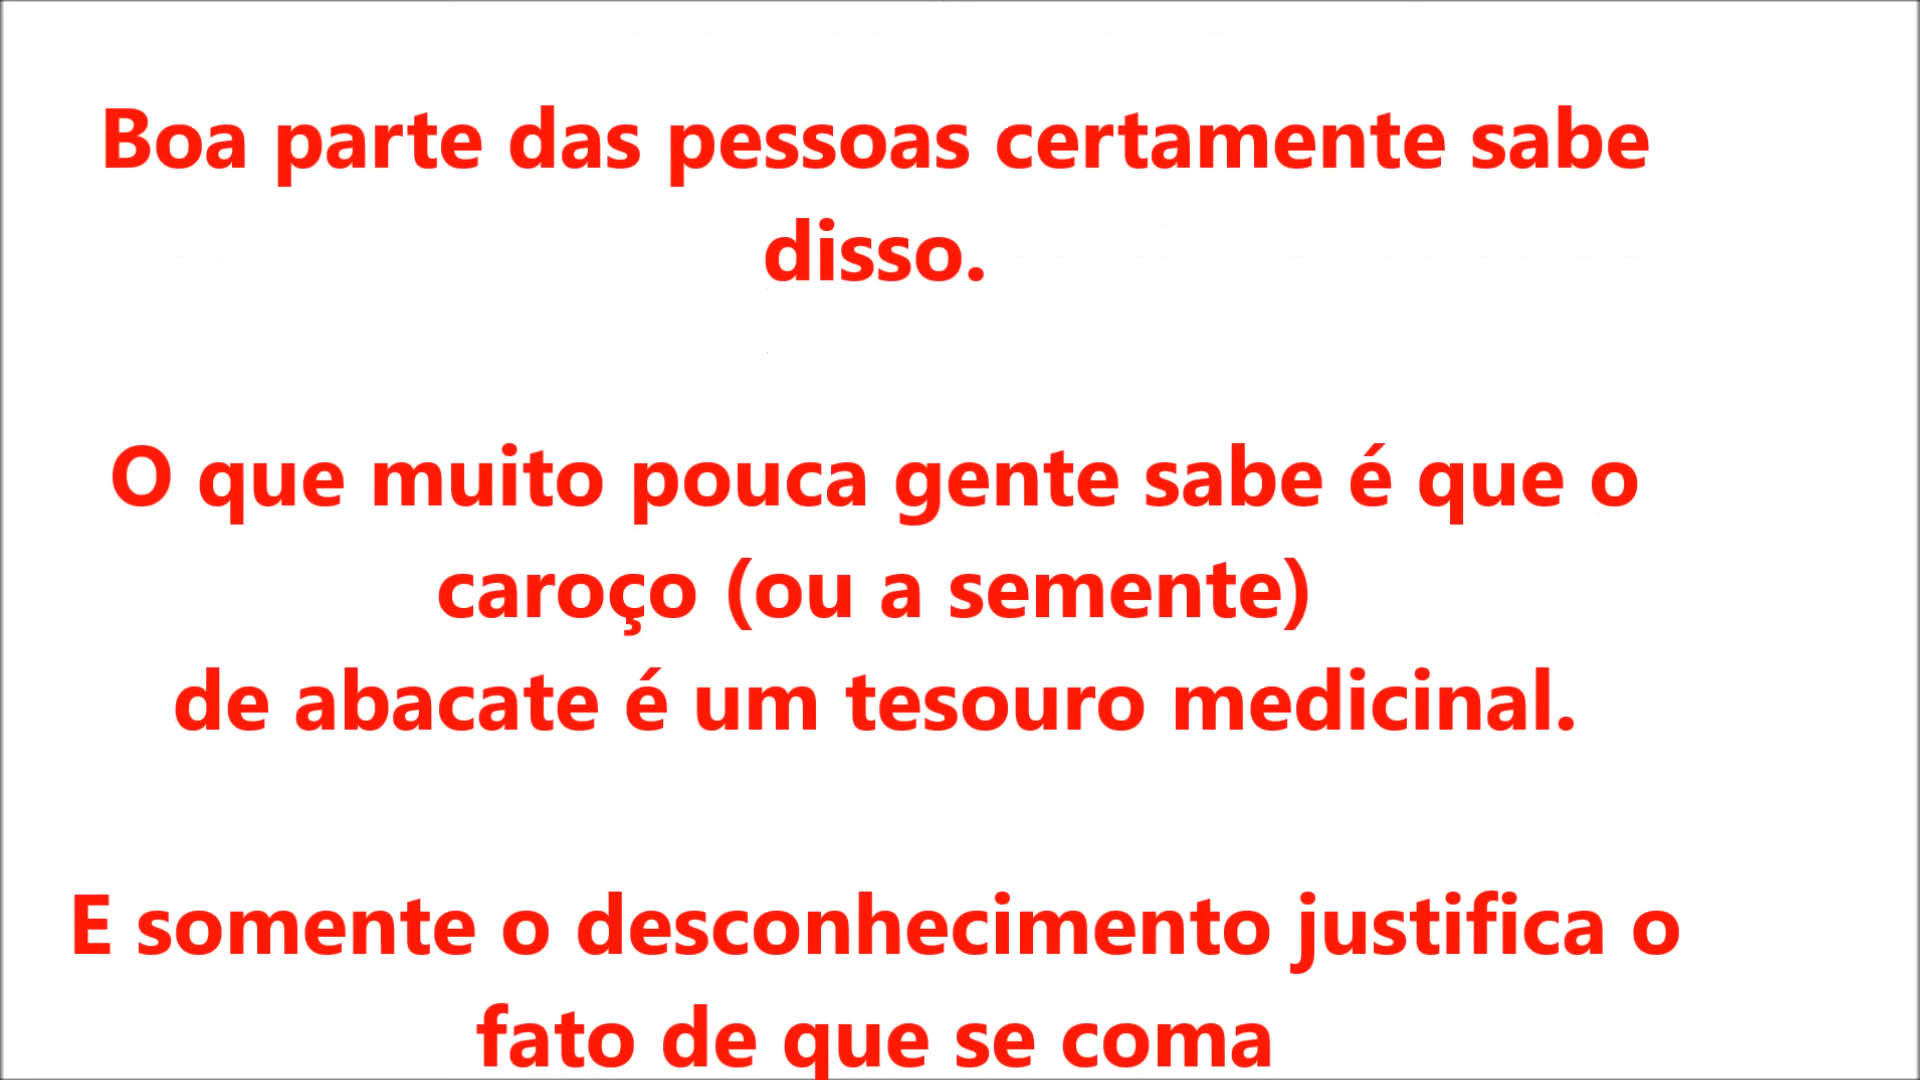 Boa parte das pessoas certamente sabe
disso.
O que muito pouca gente sabe é que o
caroço (ou a semente)
de abacate é um tesouro medicinal.
E somente o desconhecimento justifica o
fato de que se coma